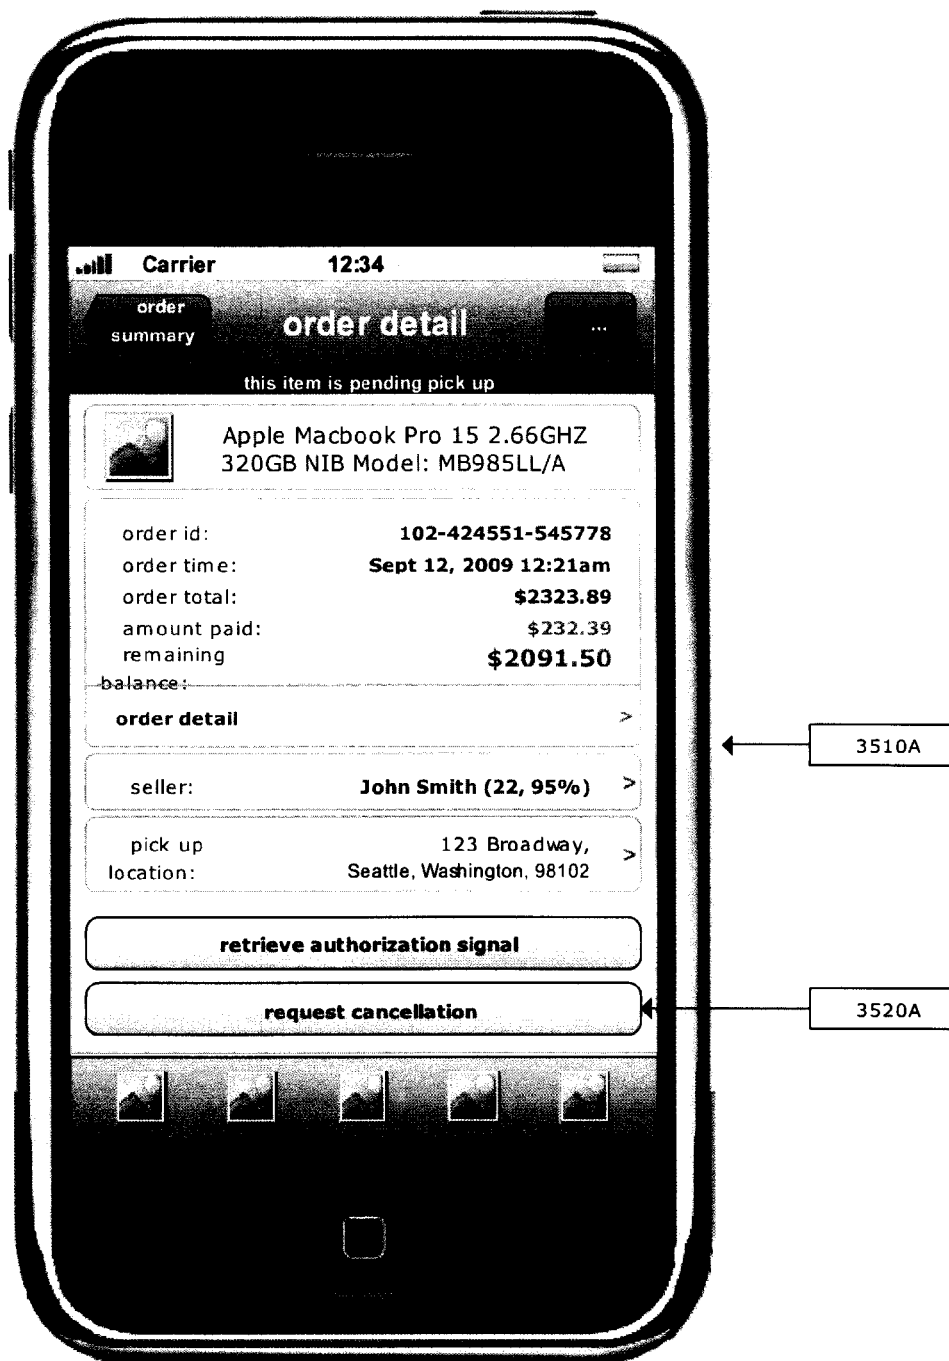 Carrier 12:34
order
summary
order detail
...
this item is pending pick up
Apple Macbook Pro 15 2.66GHZ
320GB NIB Model: MB985LL/A
order id: 102-424551-545778
order time: Sept 12, 2009 12:21am
order total: $2323.89
amount paid: $232.39
remaining $2091.50
balance:
order detail >
3510A
seller: John Smith (22, 95%) >
pick up 123 Broadway,
location: Seattle, Washington, 98102 >
retrieve authorization signal
request cancellation
3520A